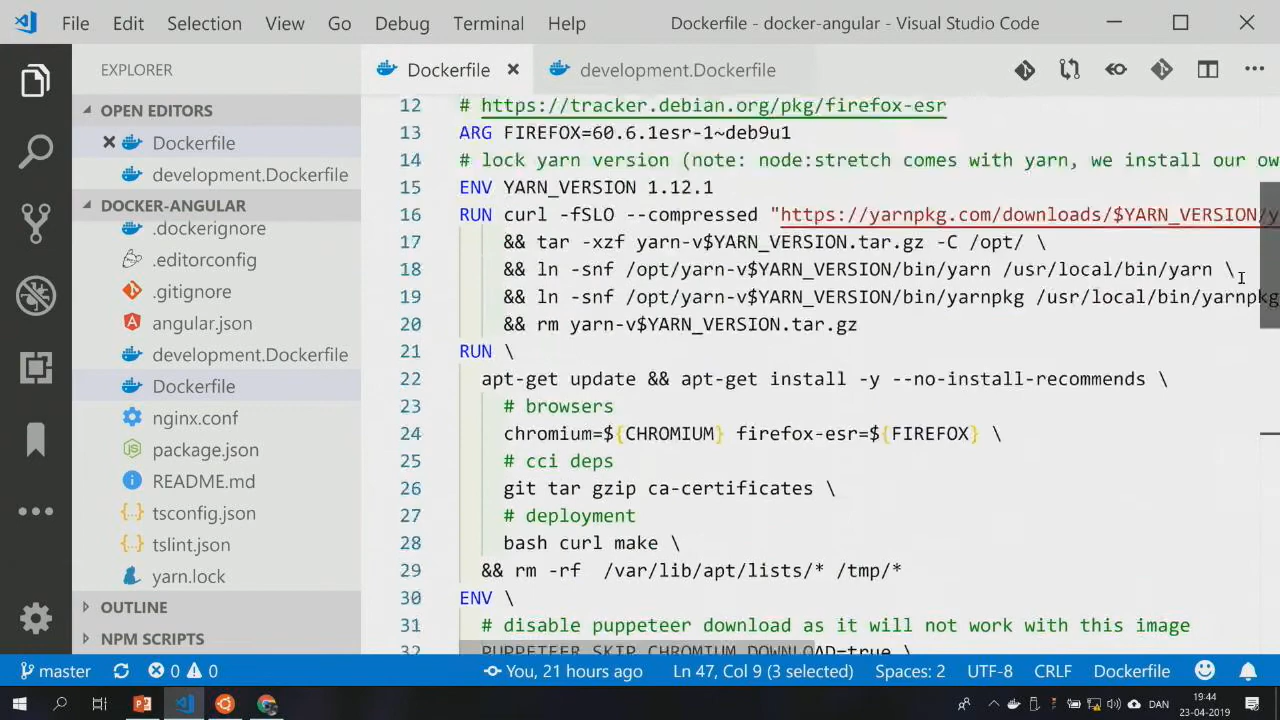 File Edit Selection View Go Debug Terminal Help Dockerfile - docker-angular - Visual Studio Code
EXPLORER
Dockerfile
development.Dockerfile
OPEN EDITORS
Dockerfile
development.Dockerfile
DOCKER-ANGULAR
.dockerignore
.editorconfig
.gitignore
angular.json
development.Dockerfile
Dockerfile
nginx.conf
package.json
README.md
tsconfig.json
tslint.json
yarn.lock
OUTLINE
NPM SCRIPTS
12 # https://tracker.debian.org/pkg/firefox-esr
13 ARG FIREFOX=60.6.1esr-1~deb9u1
14 # lock yarn version (note: node:stretch comes with yarn, we install our ow
15 ENV YARN_VERSION 1.12.1
16 RUN curl -fSLO --compressed "https://yarnpkg.com/downloads/$YARN_VERSION/y
17 && tar -xzf yarn-v$YARN_VERSION.tar.gz -C /opt/ \
18 && ln -snf /opt/yarn-v$YARN_VERSION/bin/yarn /usr/local/bin/yarn \
19 && ln -snf /opt/yarn-v$YARN_VERSION/bin/yarnpkg /usr/local/bin/yarnpkg
20 && rm yarn-v$YARN_VERSION.tar.gz
21 RUN \
22 apt-get update && apt-get install -y --no-install-recommends \
23 # browsers
24 chromium=${CHROMIUM} firefox-esr=${FIREFOX} \
25 # cci deps
26 git tar gzip ca-certificates \
27 # deployment
28 bash curl make \
29 && rm -rf  /var/lib/apt/lists/* /tmp/*
30 ENV \
31 # disable puppeteer download as it will not work with this image
32 PUPPETEER_SKIP_CHROMIUM_DOWNLOAD=true \
master 0 0 You, 21 hours ago Ln 47, Col 9 (3 selected) Spaces: 2 UTF-8 CRLF Dockerfile
DAN
19:44
23-04-2019